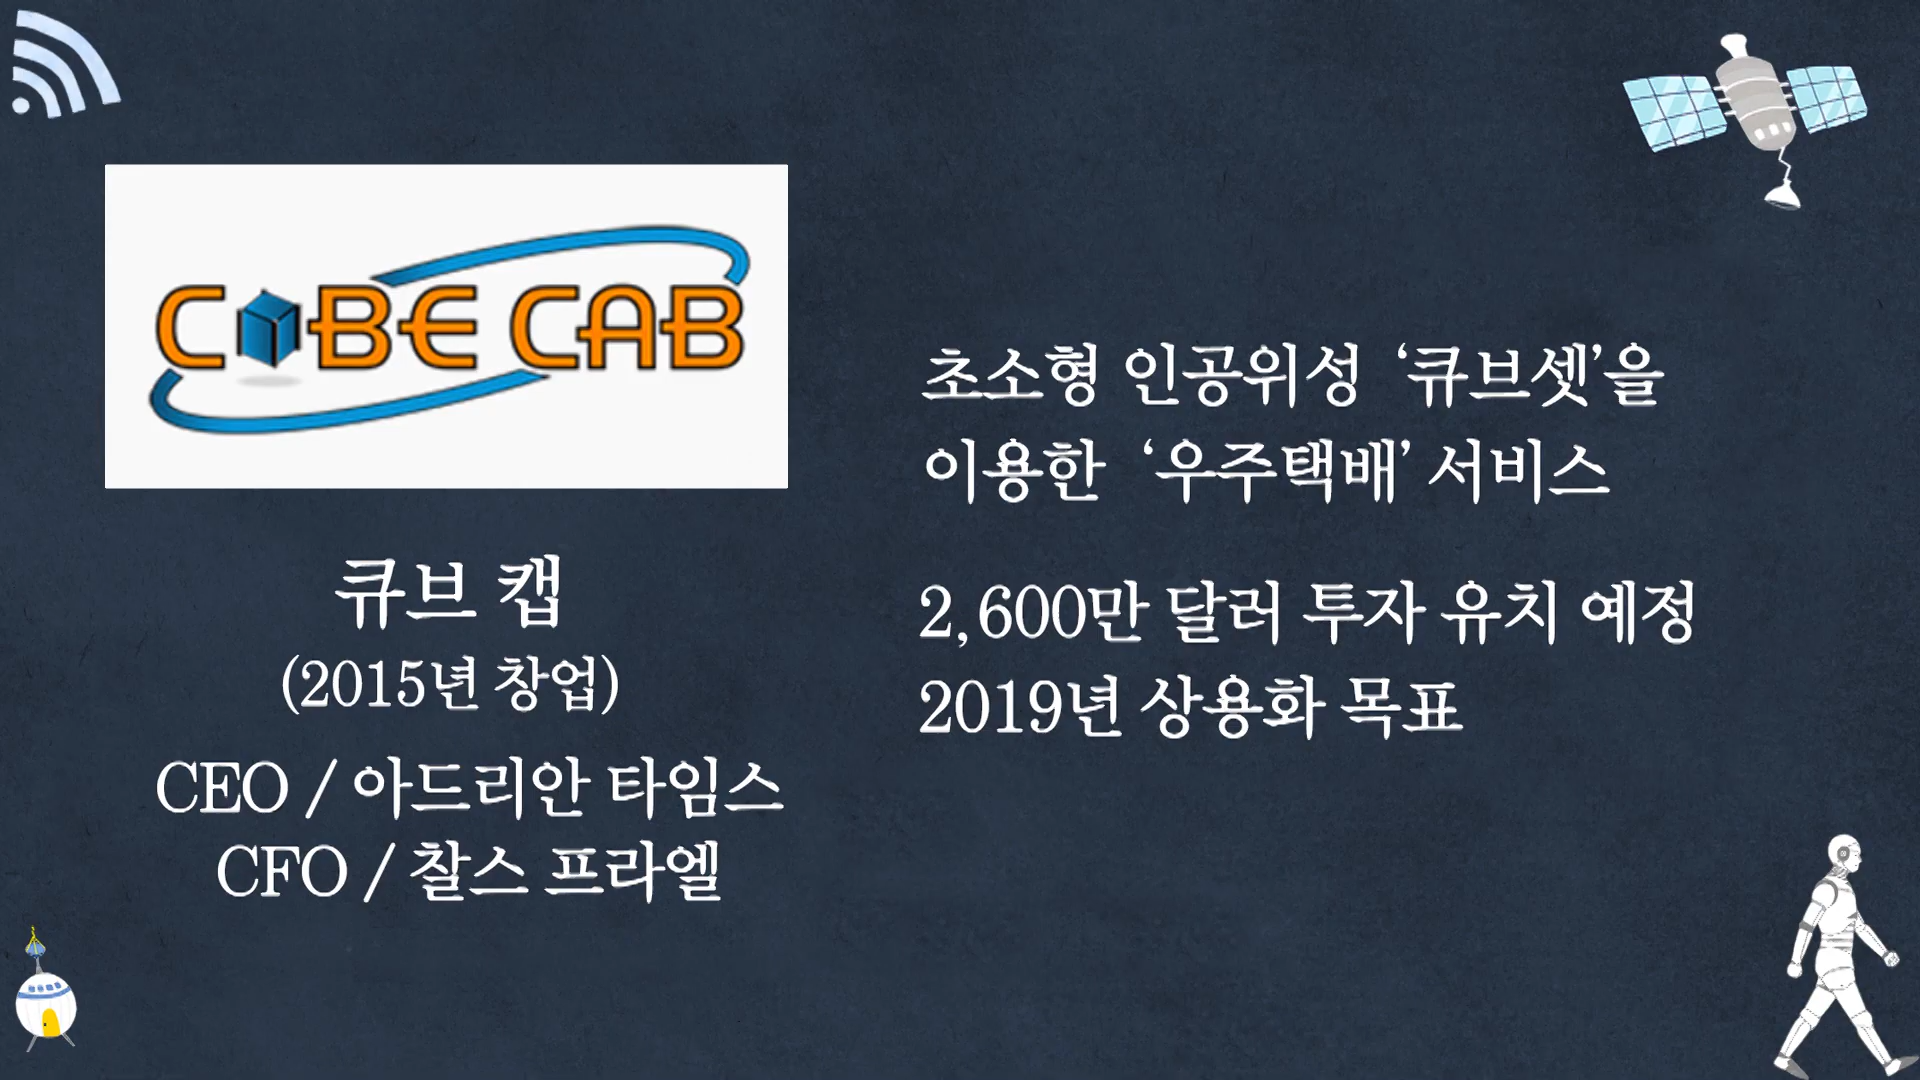 CUBE CAB
큐브 캡
(2015년 창업)
CEO / 아드리안 타임스
CFO / 찰스 프라엘
초소형 인공위성 ‘큐브셋’을
이용한 ‘우주택배’ 서비스
2,600만 달러 투자 유치 예정
2019년 상용화 목표